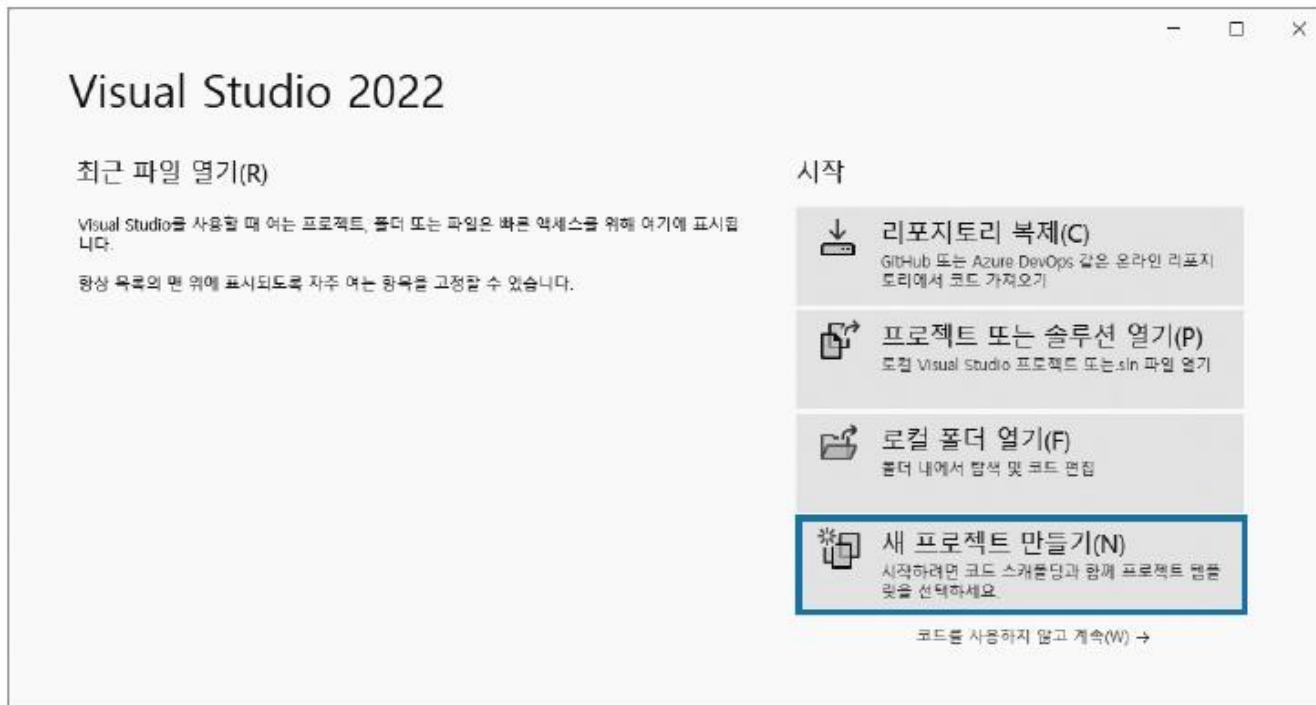 Visual Studio 2022
최근 파일 열기(R)
Visual Studio를 사용할 때 여는 프로젝트, 폴더 또는 파일은 빠른 액세스를 위해 여기에 표시됩
니다.
항상 목록의 맨 위에 표시되도록 자주 여는 항목을 고정할 수 있습니다.
시작
리포지토리 복제(C)
GitHub 또는 Azure DevOps 같은 온라인 리포지
토리에서 코드 가져오기
프로젝트 또는 솔루션 열기(P)
로컬 Visual Studio 프로젝트 또는.sln 파일 열기
로컬 폴더 열기(F)
폴더 내에서 탐색 및 코드 편집
새 프로젝트 만들기(N)
시작하려면 코드 스캐폴딩과 함께 프로젝트 템플
릿을 선택하세요.
코드를 사용하지 않고 계속(W) →